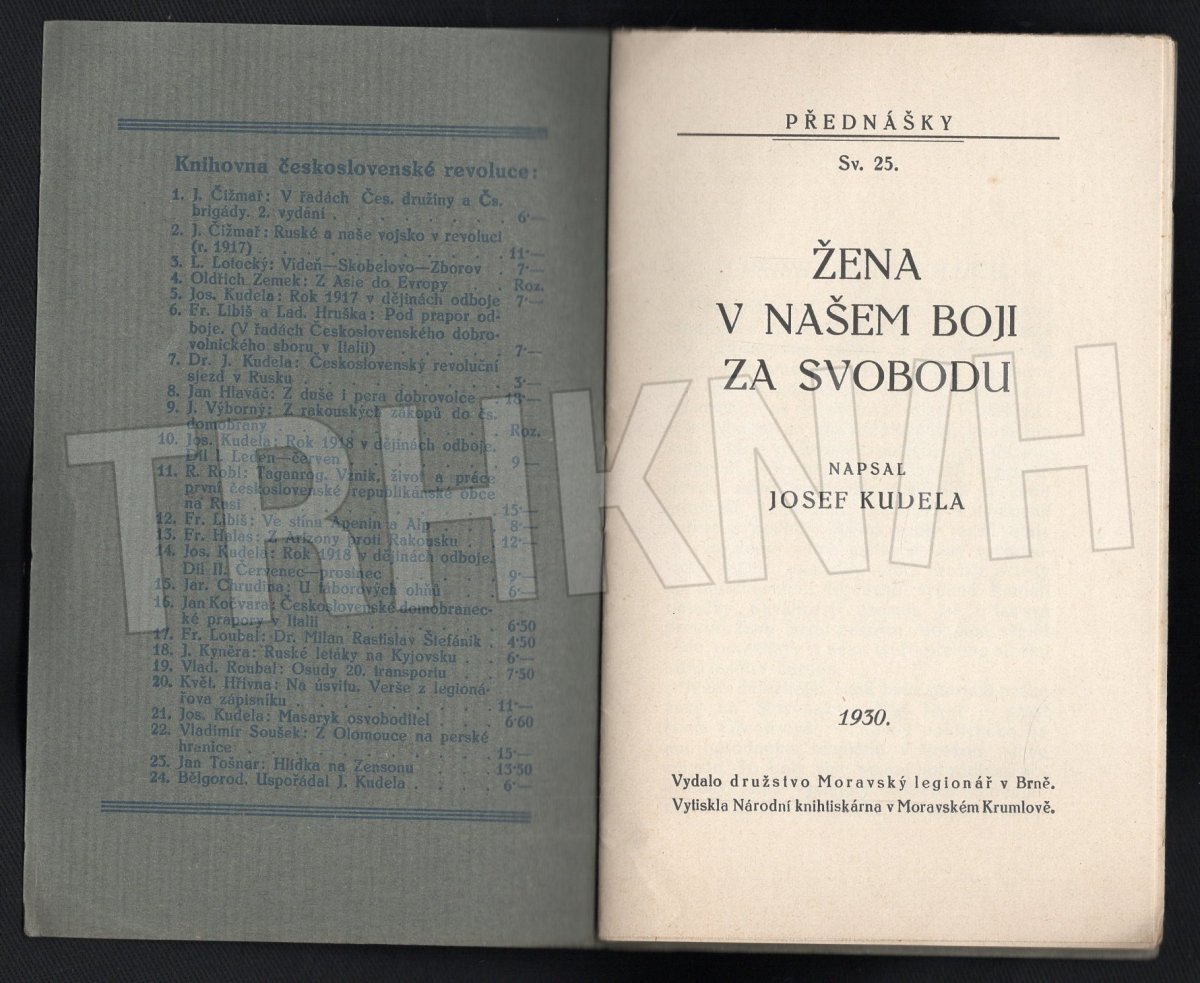 Knihovna československé revoluce:
1. J. Čižmař: V řadách Čes. družiny a Čs.
brigády. 2. vydání . . . . . . . . 6·—
2. J. Čižmař: Ruské a naše vojsko v revoluci
(r. 1917) . . . . . . . . . . . . 11·—
3. L. Lotocký: Vídeň—Skobelovo—Zborov . 7·—
4. Oldřich Zemek: Z Asie do Evropy . . . Roz.
5. Jos. Kudela: Rok 1917 v dějinách odboje 7·—
6. Fr. Libiš a Lad. Hruška: Pod prapor od-
boje. (V řadách Československého dobro-
volnického sboru v Italii) . . . . . . 7·—
7. Dr. J. Kudela: Československý revoluční
sjezd v Rusku . . . . . . . . . . 3·—
8. Jan Hlaváč: Z duše i pera dobrovolce . 18·—
9. J. Výborný: Z rakouských zákopů do čs.
domobrany . . . . . . . . . . . Roz.
10. Jos. Kudela: Rok 1918 v dějinách odboje.
Díl I. Leden—červen . . . . . . . . 9·—
11. R. Robl: Taganrog. Vznik, život a práce
první československé republikánské obce
na Rusi . . . . . . . . . . . . . 15·—
12. Fr. Libiš: Ve stínu Apenin a Alp . . . 8·—
13. Fr. Halas: Z Arizony proti Rakousku . . 12·—
14. Jos. Kudela: Rok 1918 v dějinách odboje.
Díl II. Červenec—prosinec . . . . . . 9·—
15. Jar. Chrudina: U táborových ohňů . . . 6·—
16. Jan Kočvara: Československé domobranec-
ké prapory v Italii . . . . . . . . . 6·50
17. Fr. Loubal: Dr. Milan Rastislav Štefánik . 4·50
18. J. Kyněra: Ruské letáky na Kyjovsku . . 6·—
19. Vlad. Roubal: Osudy 20. transportu . . . 7·50
20. Květ. Hřivna: Na úsvitu. Verše z legioná-
řova zápisníku . . . . . . . . . . 11·—
21. Jos. Kudela: Masaryk osvoboditel . . . 6·60
22. Vladimír Soušek: Z Olomouce na perské
hranice . . . . . . . . . . . . . 15·—
23. Jan Tošnar: Hlídka na Zensonu . . . . 13·50
24. Bělgorod. Uspořádal J. Kudela . . . . . 6·—
PŘEDNÁŠKY
Sv. 25.
ŽENA
V NAŠEM BOJI
ZA SVOBODU
NAPSAL
JOSEF KUDELA
1930.
Vydalo družstvo Moravský legionář v Brně.
Vytiskla Národní knihtiskárna v Moravském Krumlově.
TRHKNIH